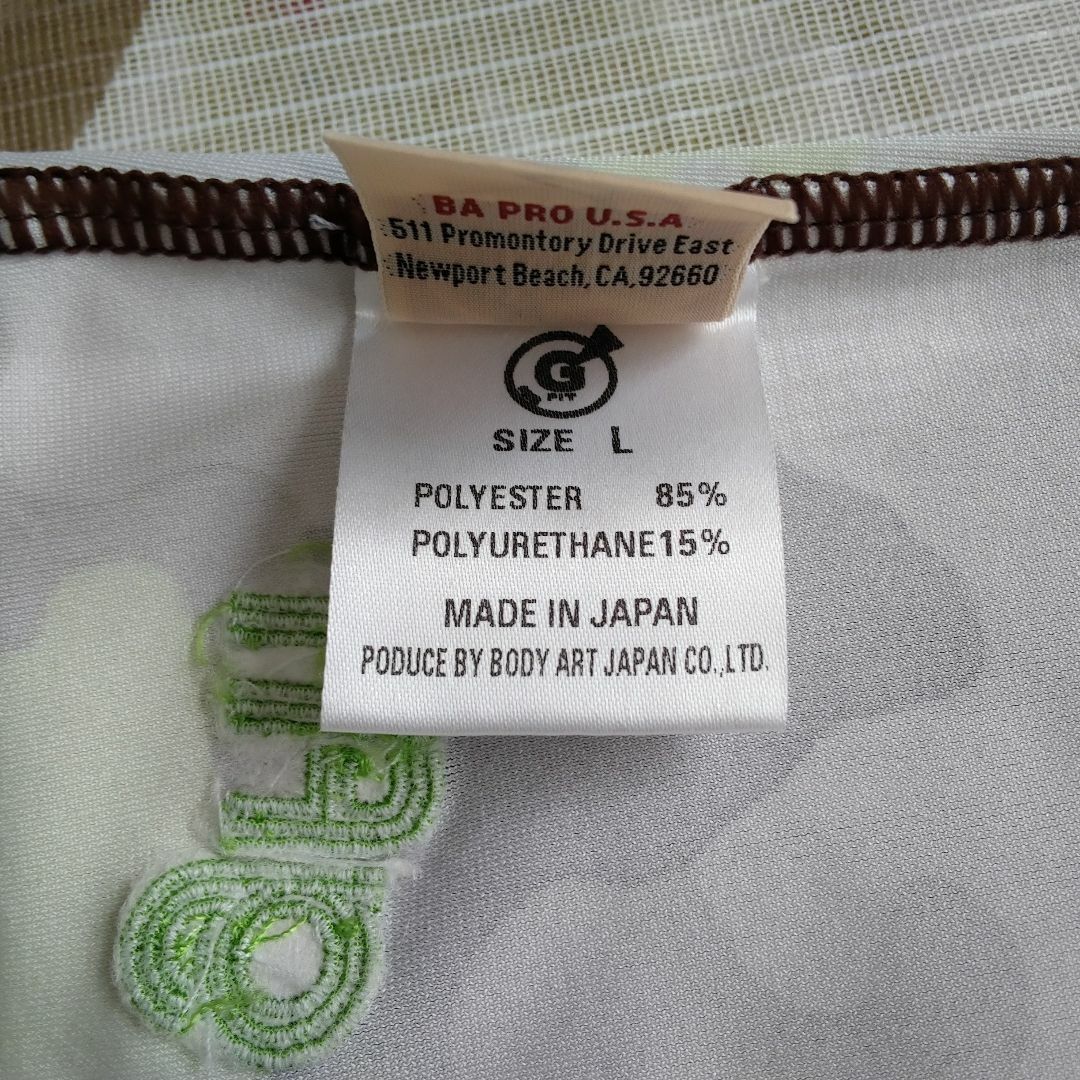 BA PRO U.S.A
511 Promontory Drive East
Newport Beach,CA,92660
G
FIT
SIZE L
POLYESTER 85%
POLYURETHANE15%
MADE IN JAPAN
PODUCE BY BODY ART JAPAN CO.,LTD.